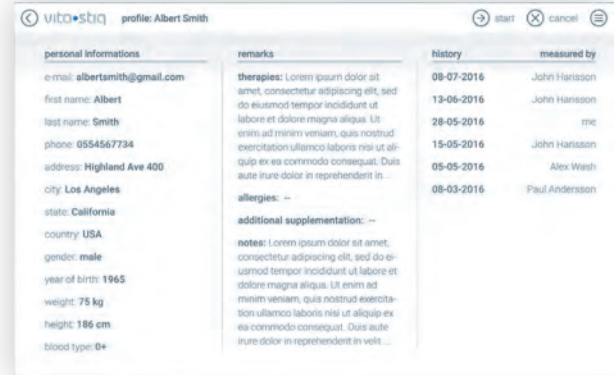 vita•stiq profile: Albert Smith
start cancel
personal informations
e-mail: albertsmith@gmail.com
first name: Albert
last name: Smith
phone: 0554567734
address: Highland Ave 400
city: Los Angeles
state: California
country: USA
gender: male
year of birth: 1965
weight: 75 kg
height: 186 cm
blood type: 0+
remarks
therapies: Lorem ipsum dolor sit
amet, consectetur adipiscing elit, sed
do eiusmod tempor incididunt ut
labore et dolore magna aliqua. Ut
enim ad minim veniam, quis nostrud
exercitation ullamco laboris nisi ut ali-
quip ex ea commodo consequat. Duis
aute irure dolor in reprehenderit in ...
allergies: --
additional supplementation: --
notes: Lorem ipsum dolor sit amet,
consectetur adipiscing elit, sed do ei-
usmod tempor incididunt ut labore et
dolore magna aliqua. Ut enim ad
minim veniam, quis nostrud exercita-
tion ullamco laboris nisi ut aliquip ex
ea commodo consequat. Duis aute
irure dolor in reprehenderit in velit ...
history measured by
08-07-2016 John Harisson
13-06-2016 John Harisson
28-05-2016 me
15-05-2016 John Harisson
05-05-2016 Alex Wash
08-03-2016 Paul Andersson